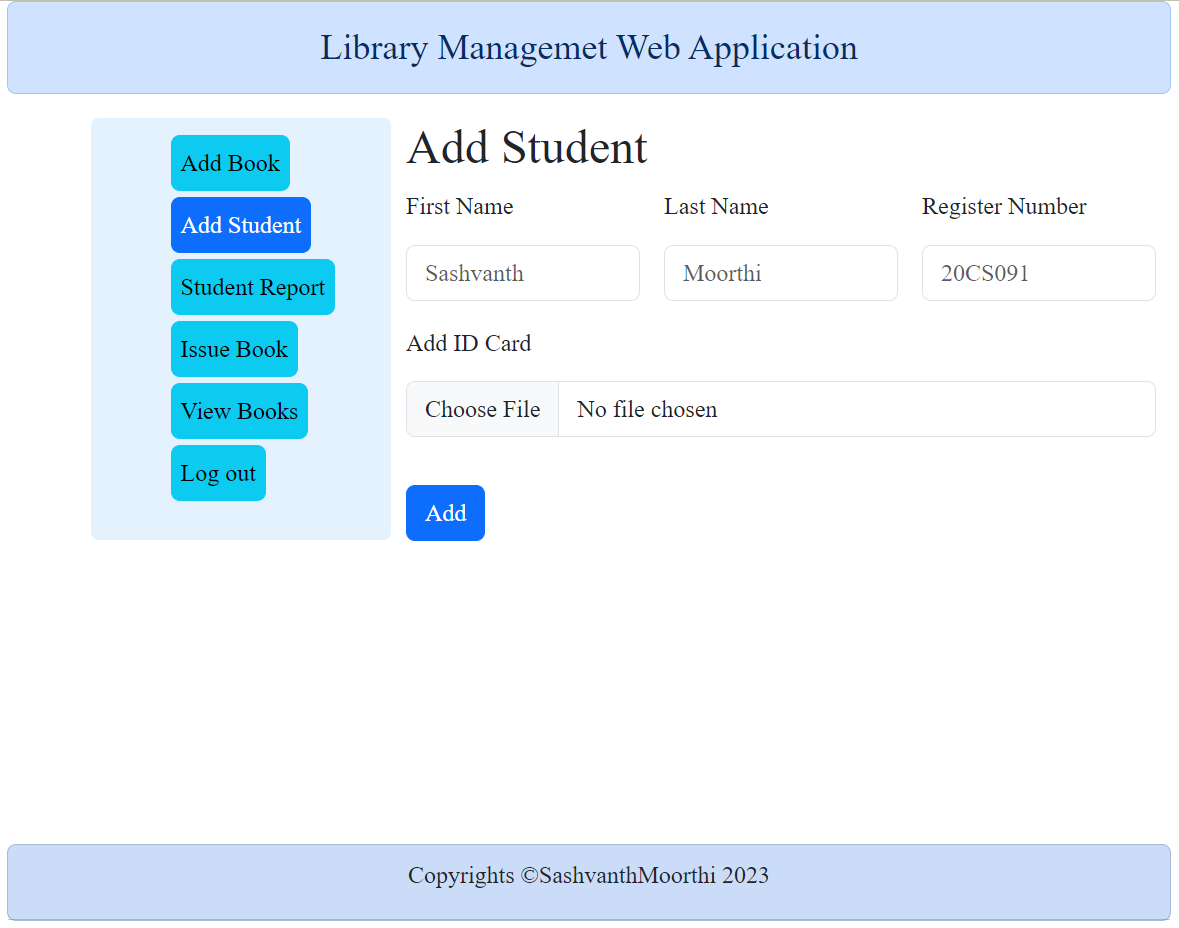 Library Managemet Web Application
Add Book
Add Student
Student Report
Issue Book
View Books
Log out
Add Student
First Name Last Name Register Number
Sashvanth Moorthi 20CS091
Add ID Card
Choose File No file chosen
Add
Copyrights ©SashvanthMoorthi 2023